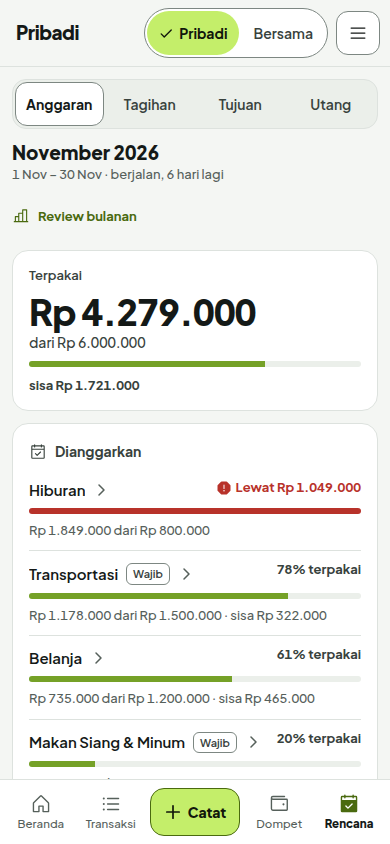 Pribadi
Pribadi
Bersama
Anggaran
Tagihan
Tujuan
Utang
November 2026
1 Nov – 30 Nov · berjalan, 6 hari lagi
Review bulanan
Terpakai
Rp 4.279.000
dari Rp 6.000.000
sisa Rp 1.721.000
Dianggarkan
Hiburan
Lewat Rp 1.049.000
Rp 1.849.000 dari Rp 800.000
Transportasi Wajib
78% terpakai
Rp 1.178.000 dari Rp 1.500.000 · sisa Rp 322.000
Belanja
61% terpakai
Rp 735.000 dari Rp 1.200.000 · sisa Rp 465.000
Makan Siang & Minum Wajib
20% terpakai
Beranda
Transaksi
Catat
Dompet
Rencana